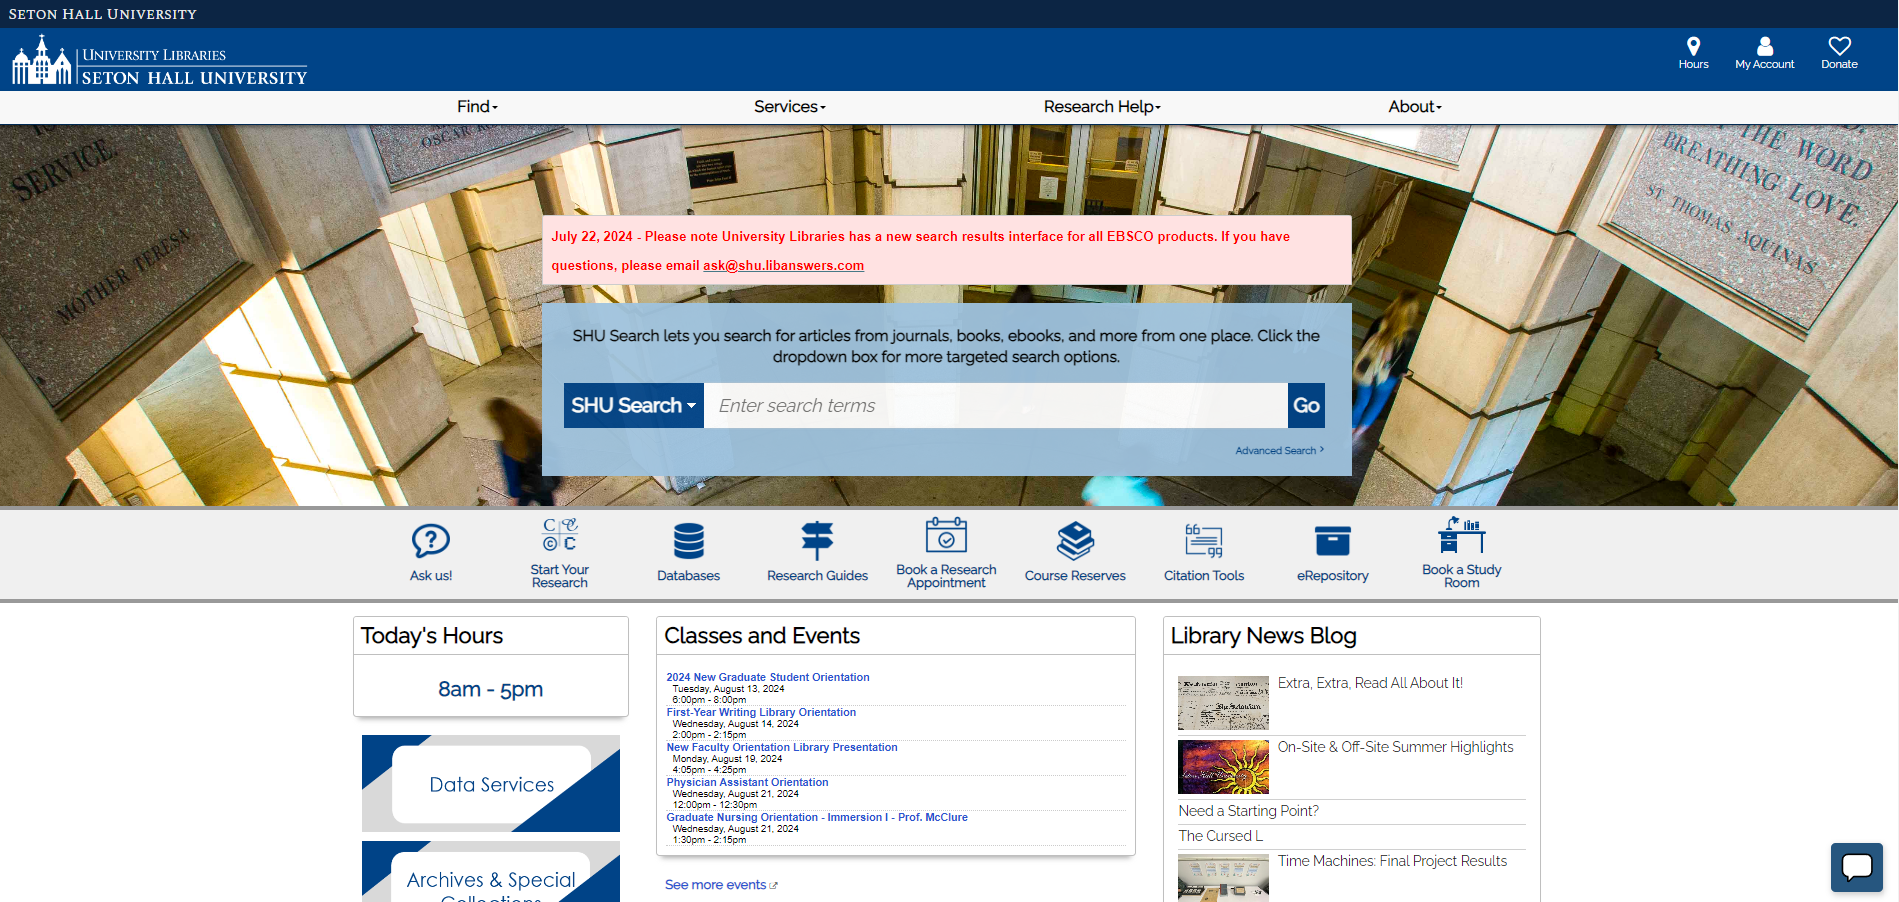 SETON HALL UNIVERSITY
UNIVERSITY LIBRARIES
SETON HALL UNIVERSITY
Hours
My Account
Donate
Find
Services
Research Help
About
SERVICE.
MOTHER TERESA
OSCAR
THE WORD
BREATHING LOVE.
ST. THOMAS AQUINAS
July 22, 2024 - Please note University Libraries has a new search results interface for all EBSCO products. If you have
questions, please email ask@shu.libanswers.com
SHU Search lets you search for articles from journals, books, ebooks, and more from one place. Click the
dropdown box for more targeted search options.
SHU Search
Enter search terms
Go
Advanced Search >
Ask us!
Start Your
Research
Databases
Research Guides
Book a Research
Appointment
Course Reserves
Citation Tools
eRepository
Book a Study
Room
Today's Hours
8am - 5pm
Data Services
Archives & Special
Collections
Classes and Events
2024 New Graduate Student Orientation
Tuesday, August 13, 2024
6:00pm - 8:00pm
First-Year Writing Library Orientation
Wednesday, August 14, 2024
2:00pm - 2:15pm
New Faculty Orientation Library Presentation
Monday, August 19, 2024
4:05pm - 4:25pm
Physician Assistant Orientation
Wednesday, August 21, 2024
12:00pm - 12:30pm
Graduate Nursing Orientation - Immersion I - Prof. McClure
Wednesday, August 21, 2024
1:30pm - 2:15pm
See more events
Library News Blog
Extra, Extra, Read All About It!
On-Site & Off-Site Summer Highlights
Need a Starting Point?
The Cursed L
Time Machines: Final Project Results